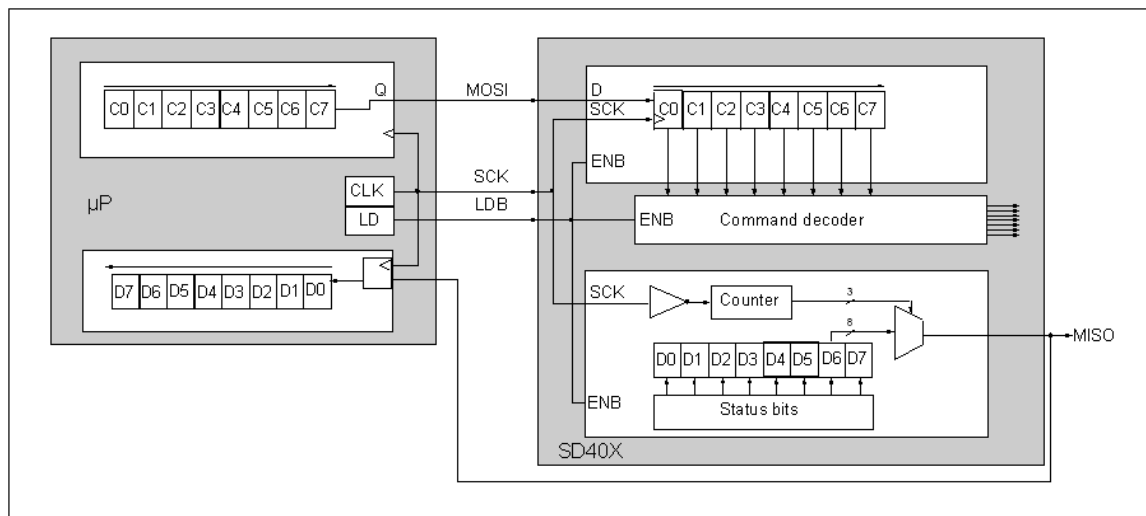 Q
C0 C1 C2 C3 C4 C5 C6 C7
MOSI
D
SCK
C0 C1 C2 C3 C4 C5 C6 C7
ENB
µP
CLK
LD
SCK
LDB
ENB
Command decoder
D7 D6 D5 D4 D3 D2 D1 D0
SCK
Counter
3
8
MISO
D0 D1 D2 D3 D4 D5 D6 D7
ENB
Status bits
SD40X